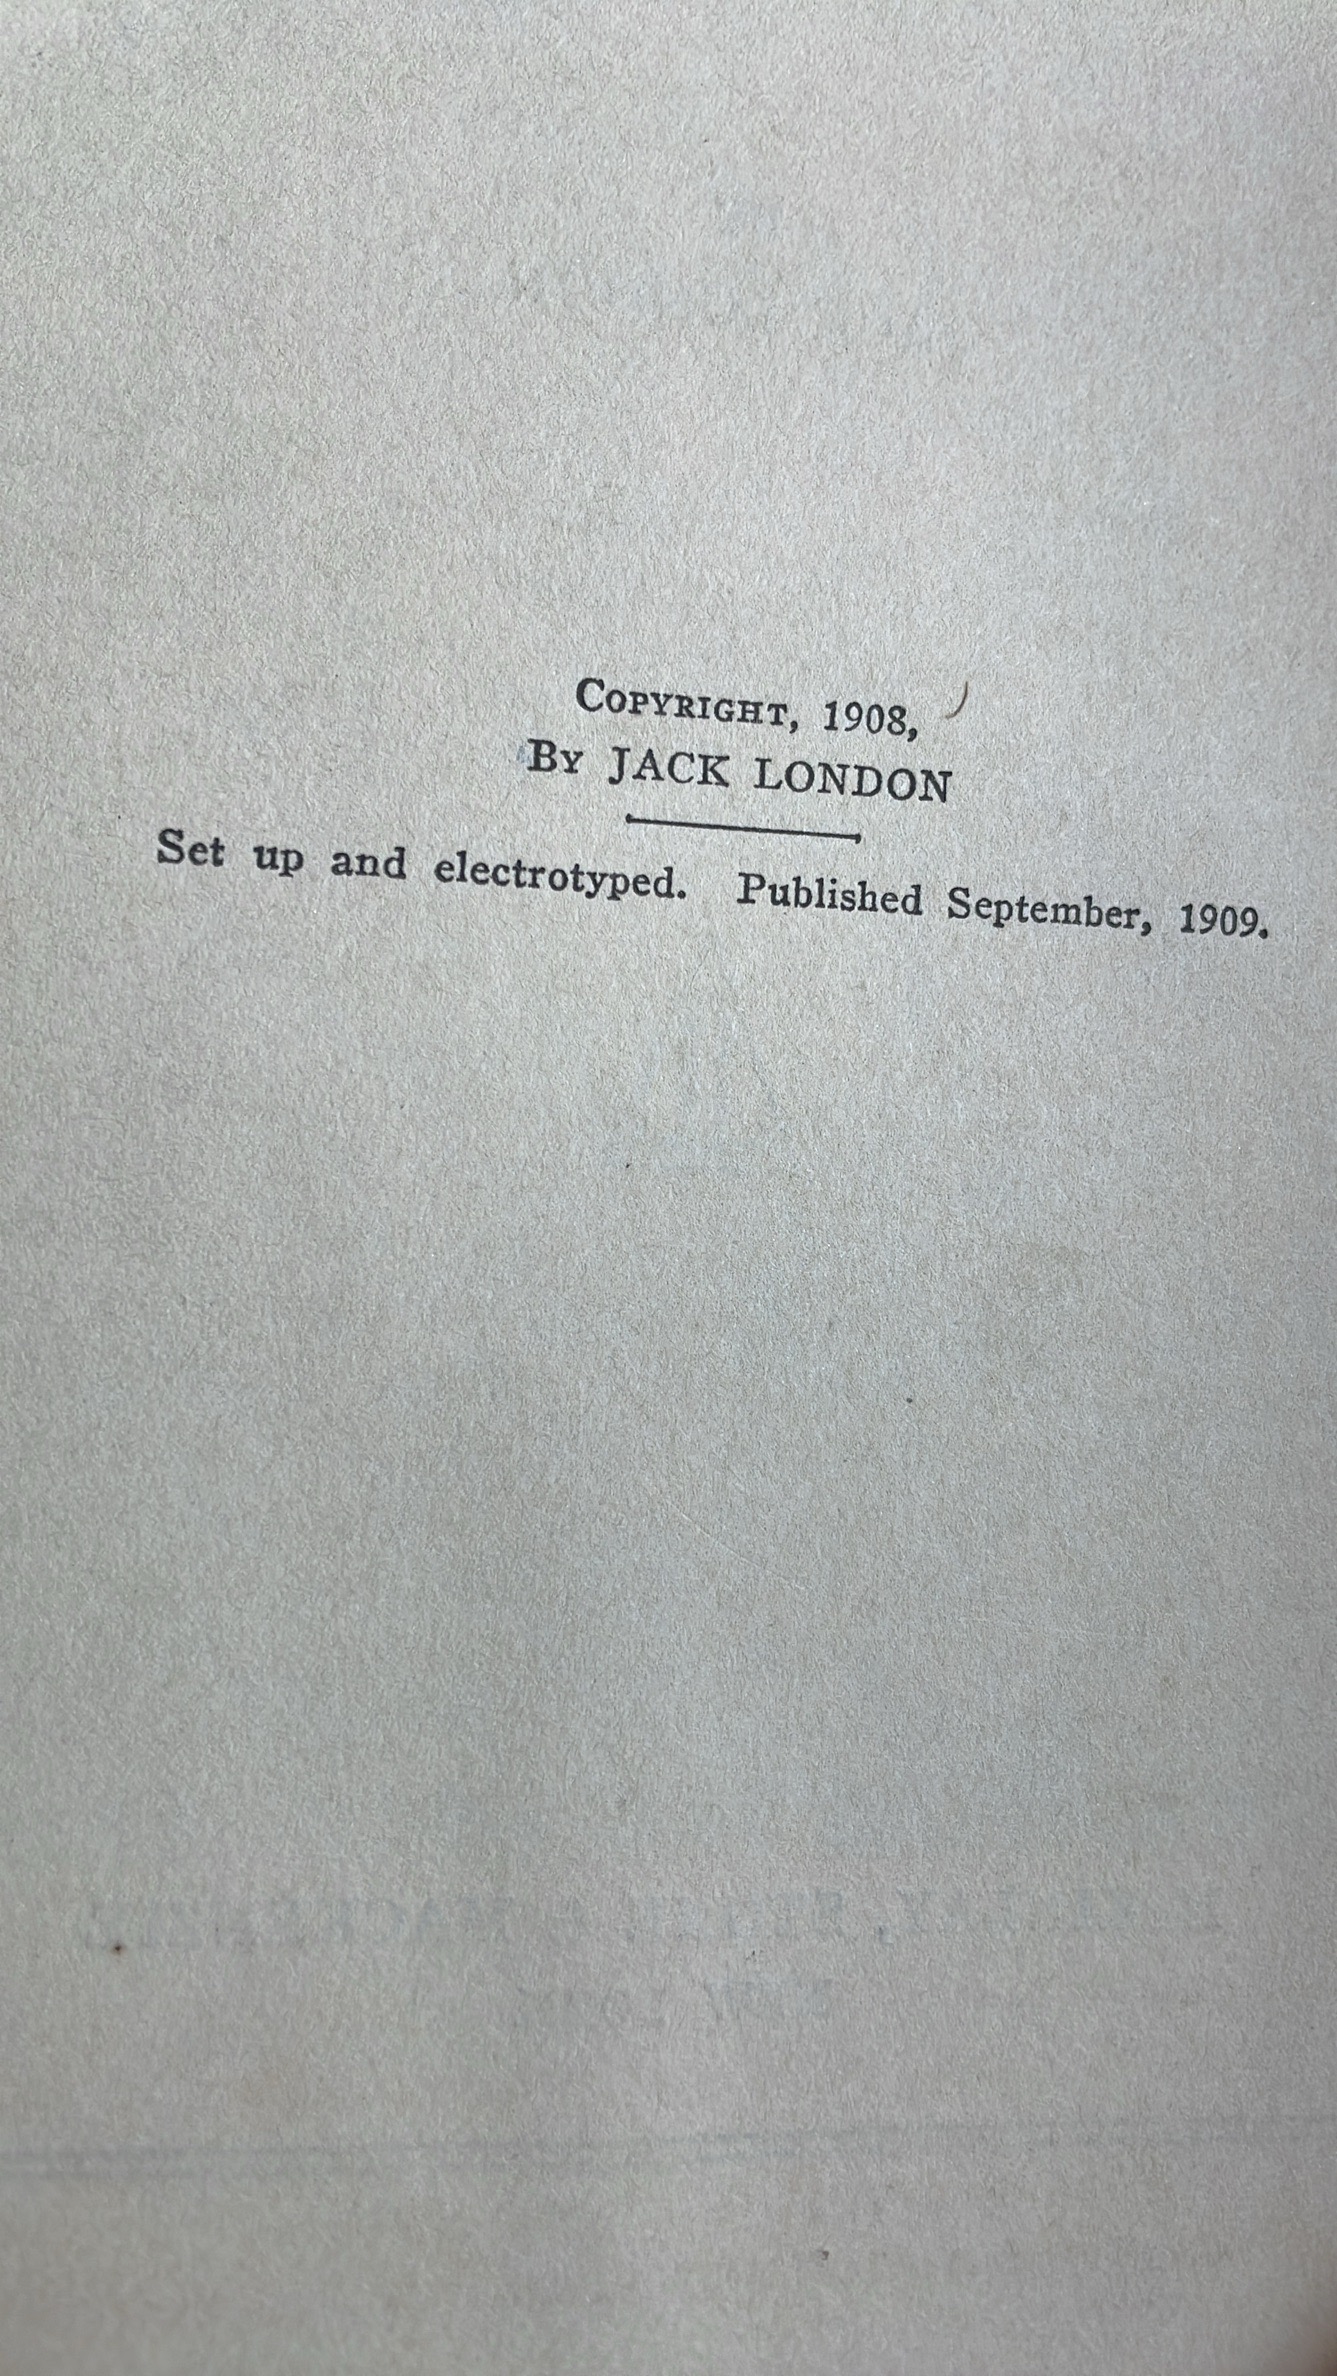 Copyright, 1908,
By JACK LONDON
Set up and electrotyped. Published September, 1909.